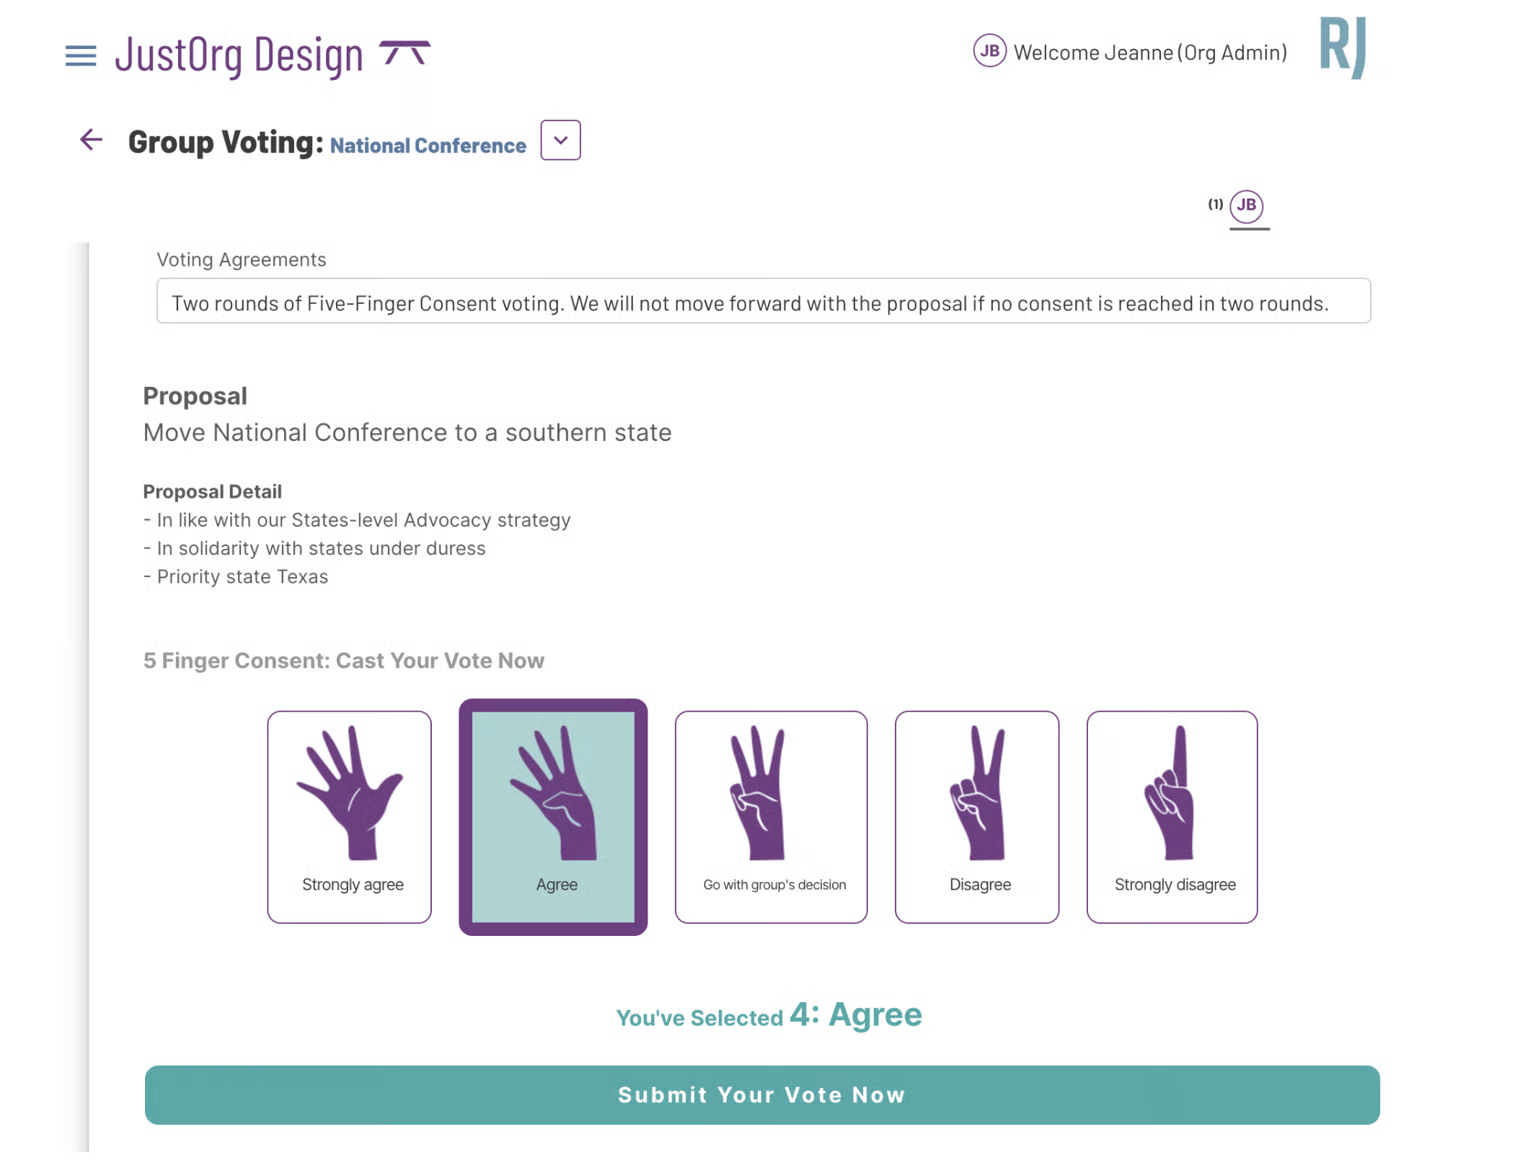 JustOrg Design
JB Welcome Jeanne (Org Admin)
RJ
Group Voting: National Conference
(1) JB
Voting Agreements
Two rounds of Five-Finger Consent voting. We will not move forward with the proposal if no consent is reached in two rounds.
Proposal
Move National Conference to a southern state
Proposal Detail
- In like with our States-level Advocacy strategy
- In solidarity with states under duress
- Priority state Texas
5 Finger Consent: Cast Your Vote Now
Strongly agree
Agree
Go with group's decision
Disagree
Strongly disagree
You've Selected 4: Agree
Submit Your Vote Now